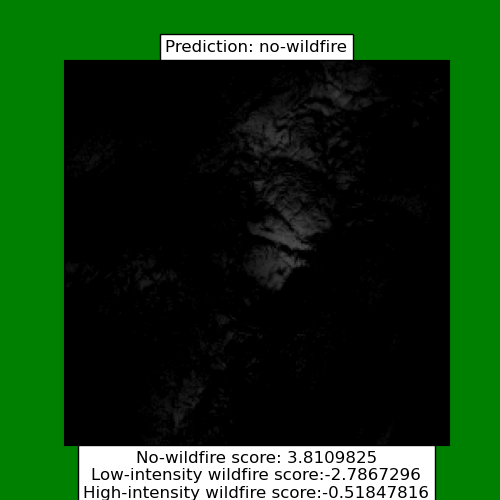 Prediction: no-wildfire
No-wildfire score: 3.8109825
Low-intensity wildfire score:-2.7867296
High-intensity wildfire score:-0.51847816